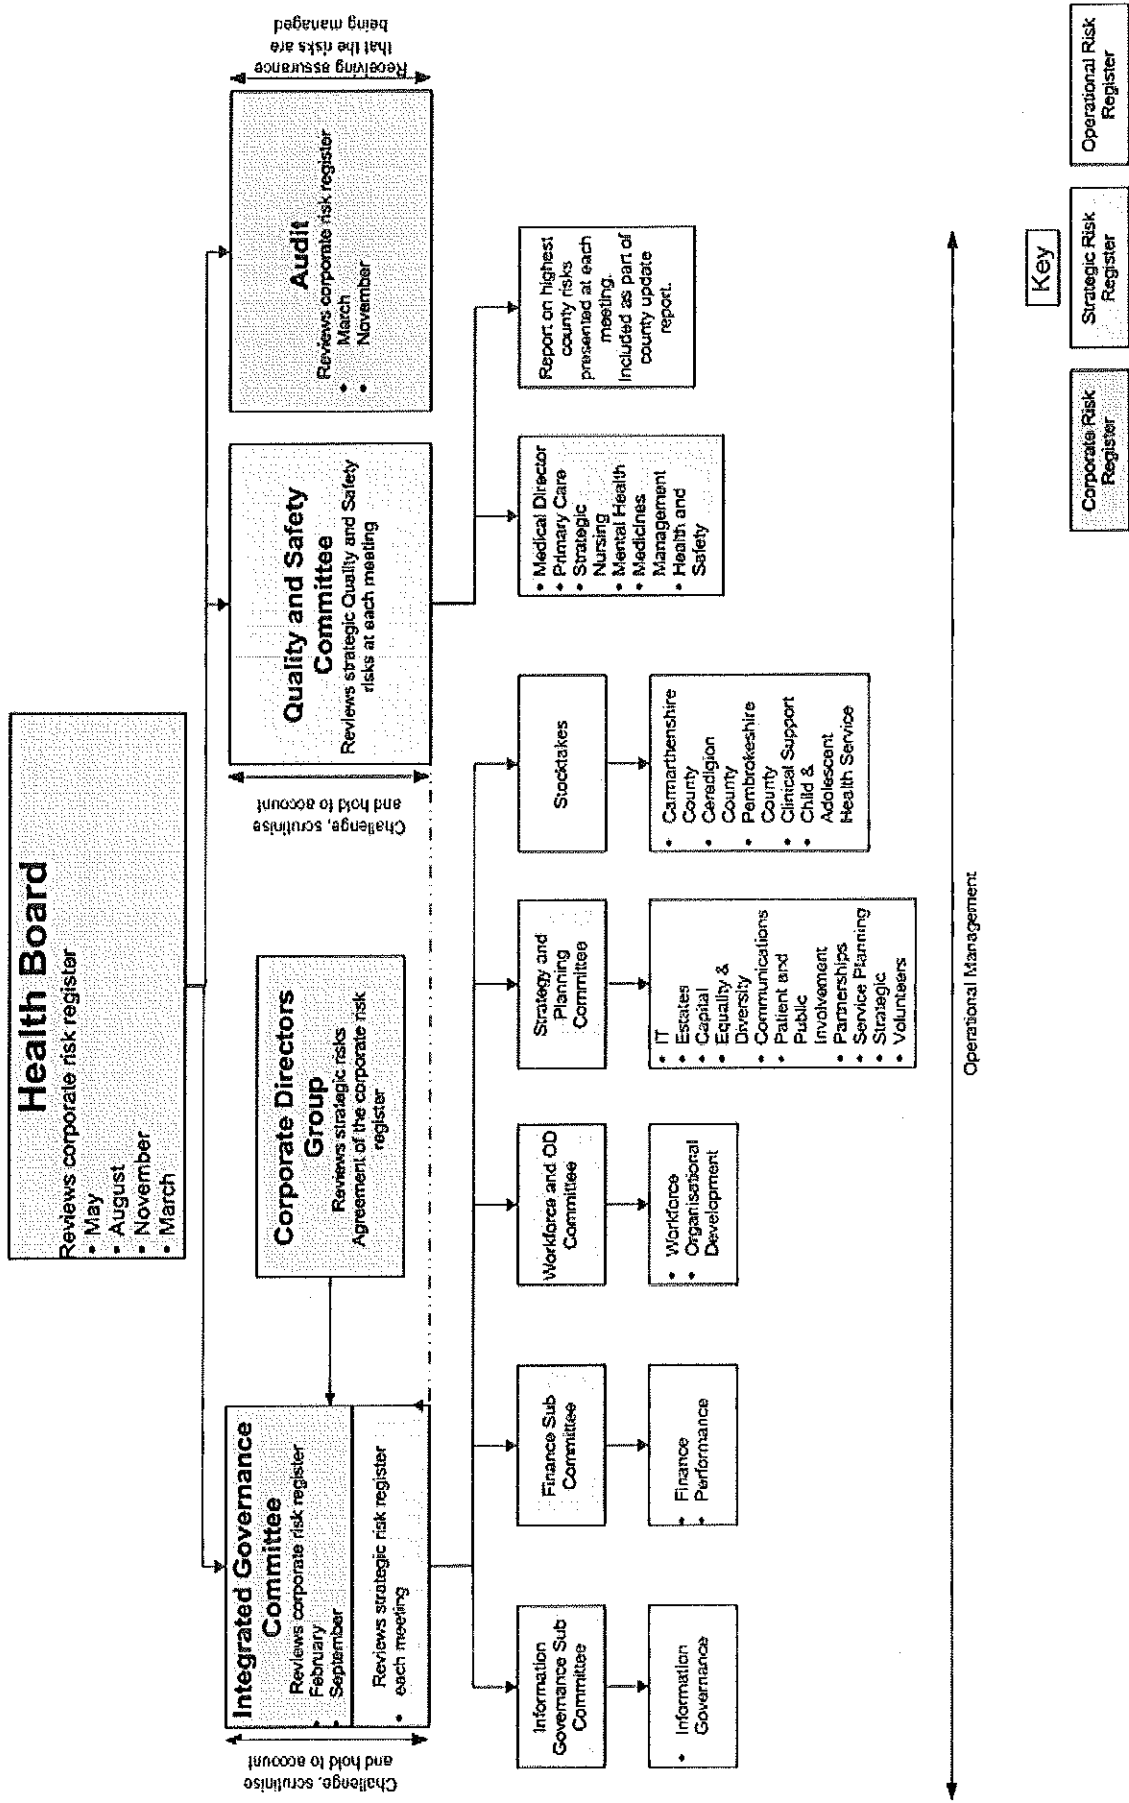 Health Board
Reviews corporate risk register
• May
• August
• November
• March
Integrated Governance
Committee
Reviews corporate risk register
• February
• September
Reviews strategic risk register
• each meeting
Challenge, scrutinise
and hold to account
Corporate Directors
Group
Reviews strategic risks
Agreement of the corporate risk
register
Challenge, scrutinise
and hold to account
Quality and Safety
Committee
Reviews strategic Quality and Safety
risks at each meeting
Audit
Reviews corporate risk register
• March
• November
Receiving assurance
that the risks are
being managed
Information
Governance Sub
Committee
Finance Sub
Committee
Workforce and OD
Committee
Strategy and
Planning
Committee
Stocktakes
• Medical Director
• Primary Care
• Strategic
Nursing
• Mental Health
• Medicines
Management
• Health and
Safety
Report on highest
county risks
presented at each
meeting.
Included as part of
county update
report.
• Information
Governance
• Finance
• Performance
• Workforce
• Organisational
Development
• IT
• Estates
• Capital
• Equality &
Diversity
• Communications
• Patient and
Public
Involvement
• Partnerships
• Service Planning
• Strategic
• Volunteers
• Carmarthenshire
County
• Ceredigion
County
• Pembrokeshire
County
• Clinical Support
• Child &
Adolescent
Health Service
Operational Management
Key
Corporate Risk
Register
Strategic Risk
Register
Operational Risk
Register